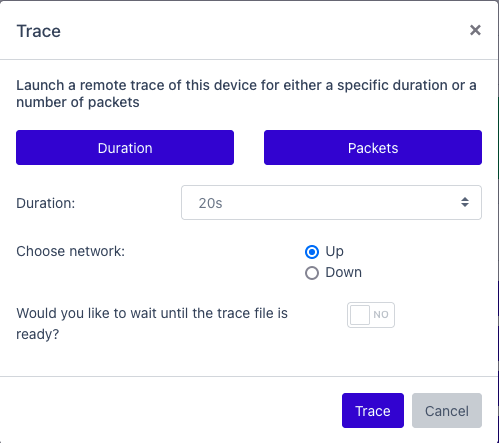 Trace ×
Launch a remote trace of this device for either a specific duration or a
number of packets
Duration Packets
Duration: 20s
Choose network: Up
Down
Would you like to wait until the trace file is NO
ready?
Trace Cancel